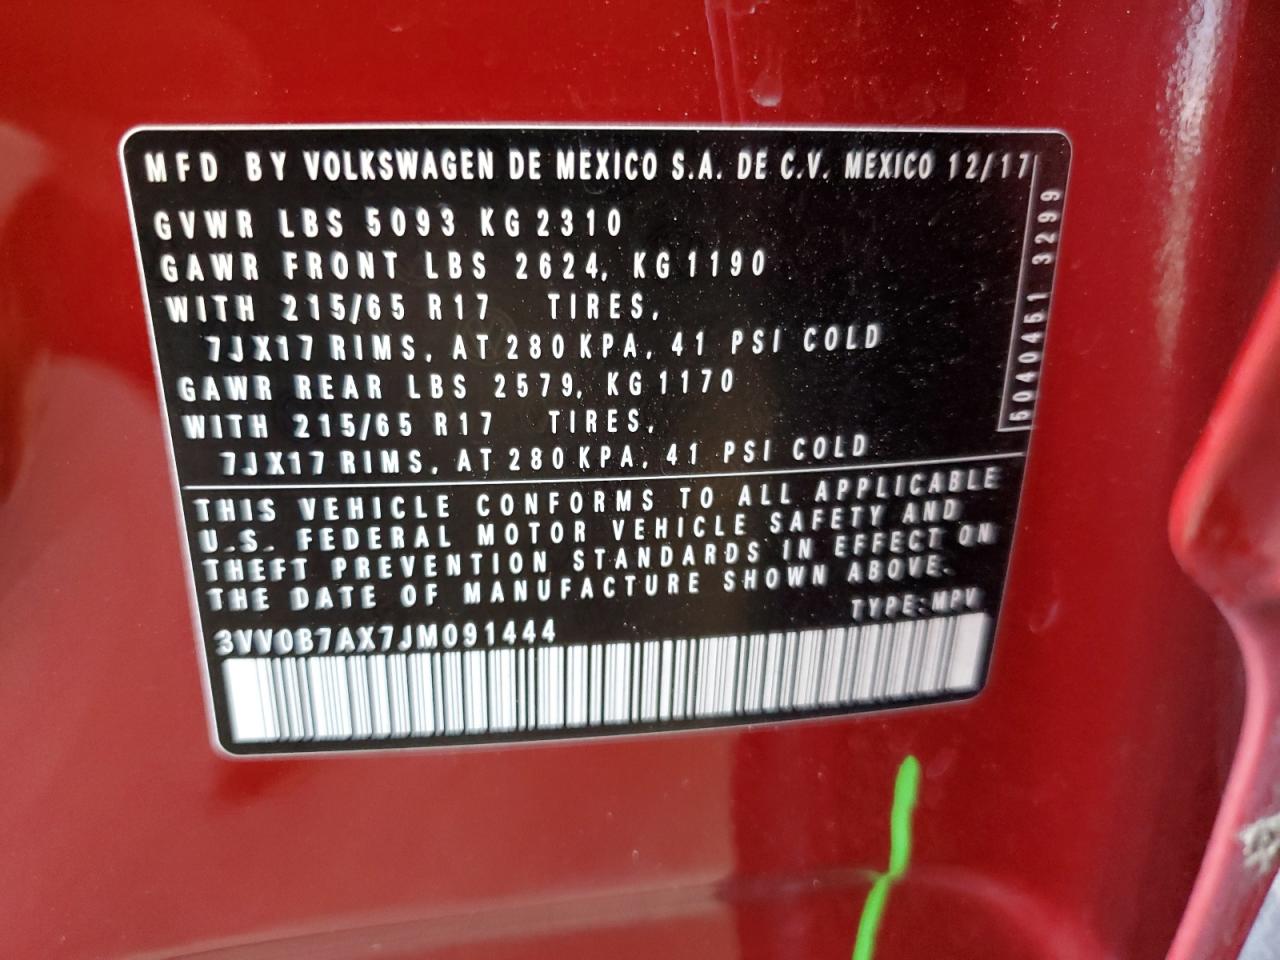 MFD BY VOLKSWAGEN DE MEXICO S.A. DE C.V. MEXICO 12/17
GVWR LBS 5093 KG 2310
GAWR FRONT LBS 2624, KG 1190
WITH 215/65 R17 TIRES,
7JX17 RIMS, AT 280 KPA, 41 PSI COLD
GAWR REAR LBS 2579, KG 1170
WITH 215/65 R17 TIRES,
7JX17 RIMS, AT 280 KPA, 41 PSI COLD
5040451 3299
THIS VEHICLE CONFORMS TO ALL APPLICABLE
U.S. FEDERAL MOTOR VEHICLE SAFETY AND
THEFT PREVENTION STANDARDS IN EFFECT ON
THE DATE OF MANUFACTURE SHOWN ABOVE.
TYPE: MPV
3VV0B7AX7JM091444